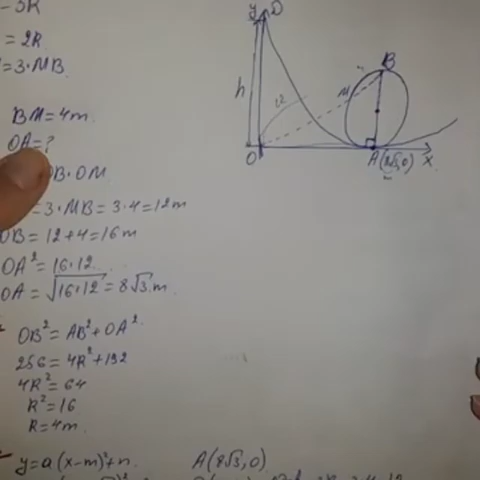 - 3R
= 2R
= 3·MB.
BM = 4m.
OA = ?
OB·OM
= 3·MB = 3·4 = 12m
OB = 12+4 = 16m
OA² = 16·12
OA = √16·12 = 8√3 m
OB² = AB² + OA²
256 = 4R² + 192
4R² = 64
R² = 16
R = 4m.
y = a(x-m)² + n.
A(8√3, 0)
y
D
h
M
B
O
A(8√3, 0)
x